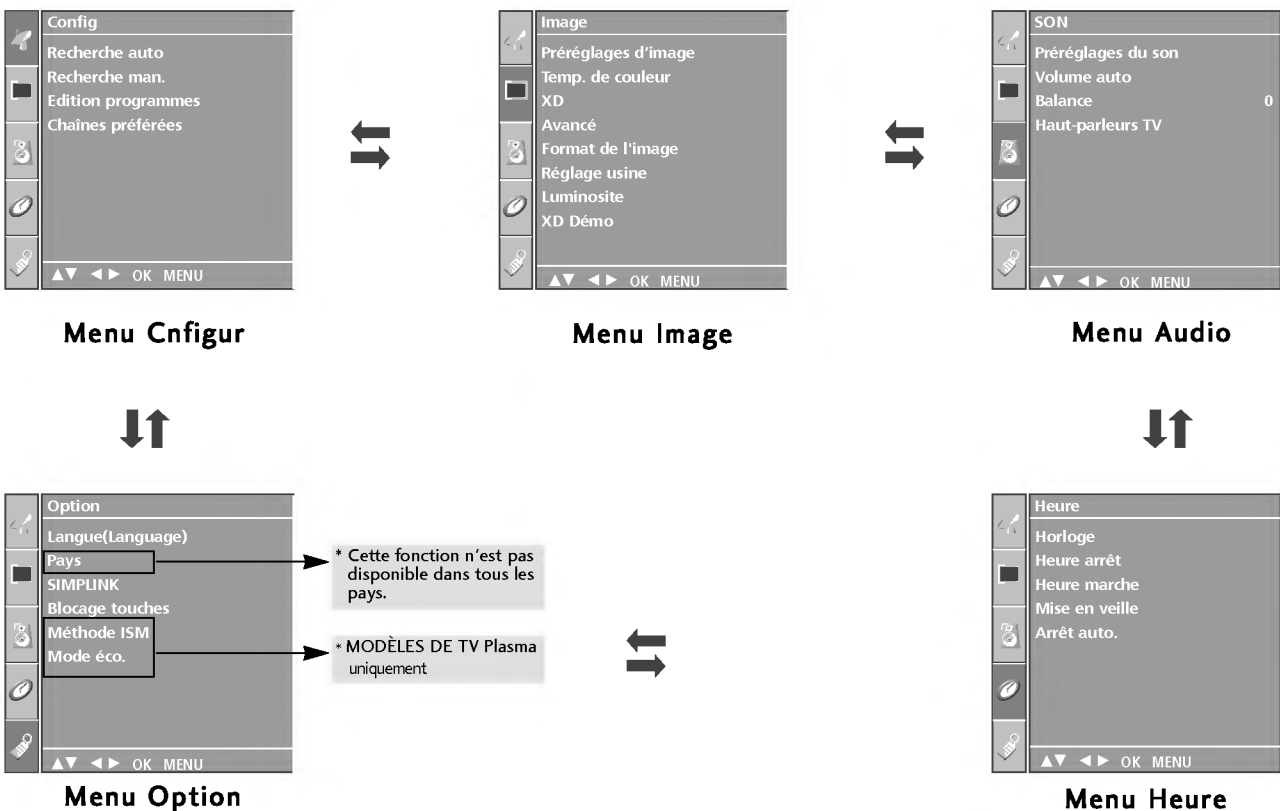 Config
Recherche auto
Recherche man.
Edition programmes
Chaînes préférées
▲▼ ◄► OK MENU
Menu Cnfigur
Image
Préréglages d'image
Temp. de couleur
XD
Avancé
Format de l'image
Réglage usine
Luminosite
XD Démo
▲▼ ◄► OK MENU
Menu Image
SON
Préréglages du son
Volume auto
Balance 0
Haut-parleurs TV
▲▼ ◄► OK MENU
Menu Audio
Option
Langue(Language)
Pays
SIMPLINK
Blocage touches
Méthode ISM
Mode éco.
▲▼ ◄► OK MENU
Menu Option
* Cette fonction n'est pas
disponible dans tous les
pays.
* MODÈLES DE TV Plasma
uniquement
Heure
Horloge
Heure arrêt
Heure marche
Mise en veille
Arrêt auto.
▲▼ ◄► OK MENU
Menu Heure